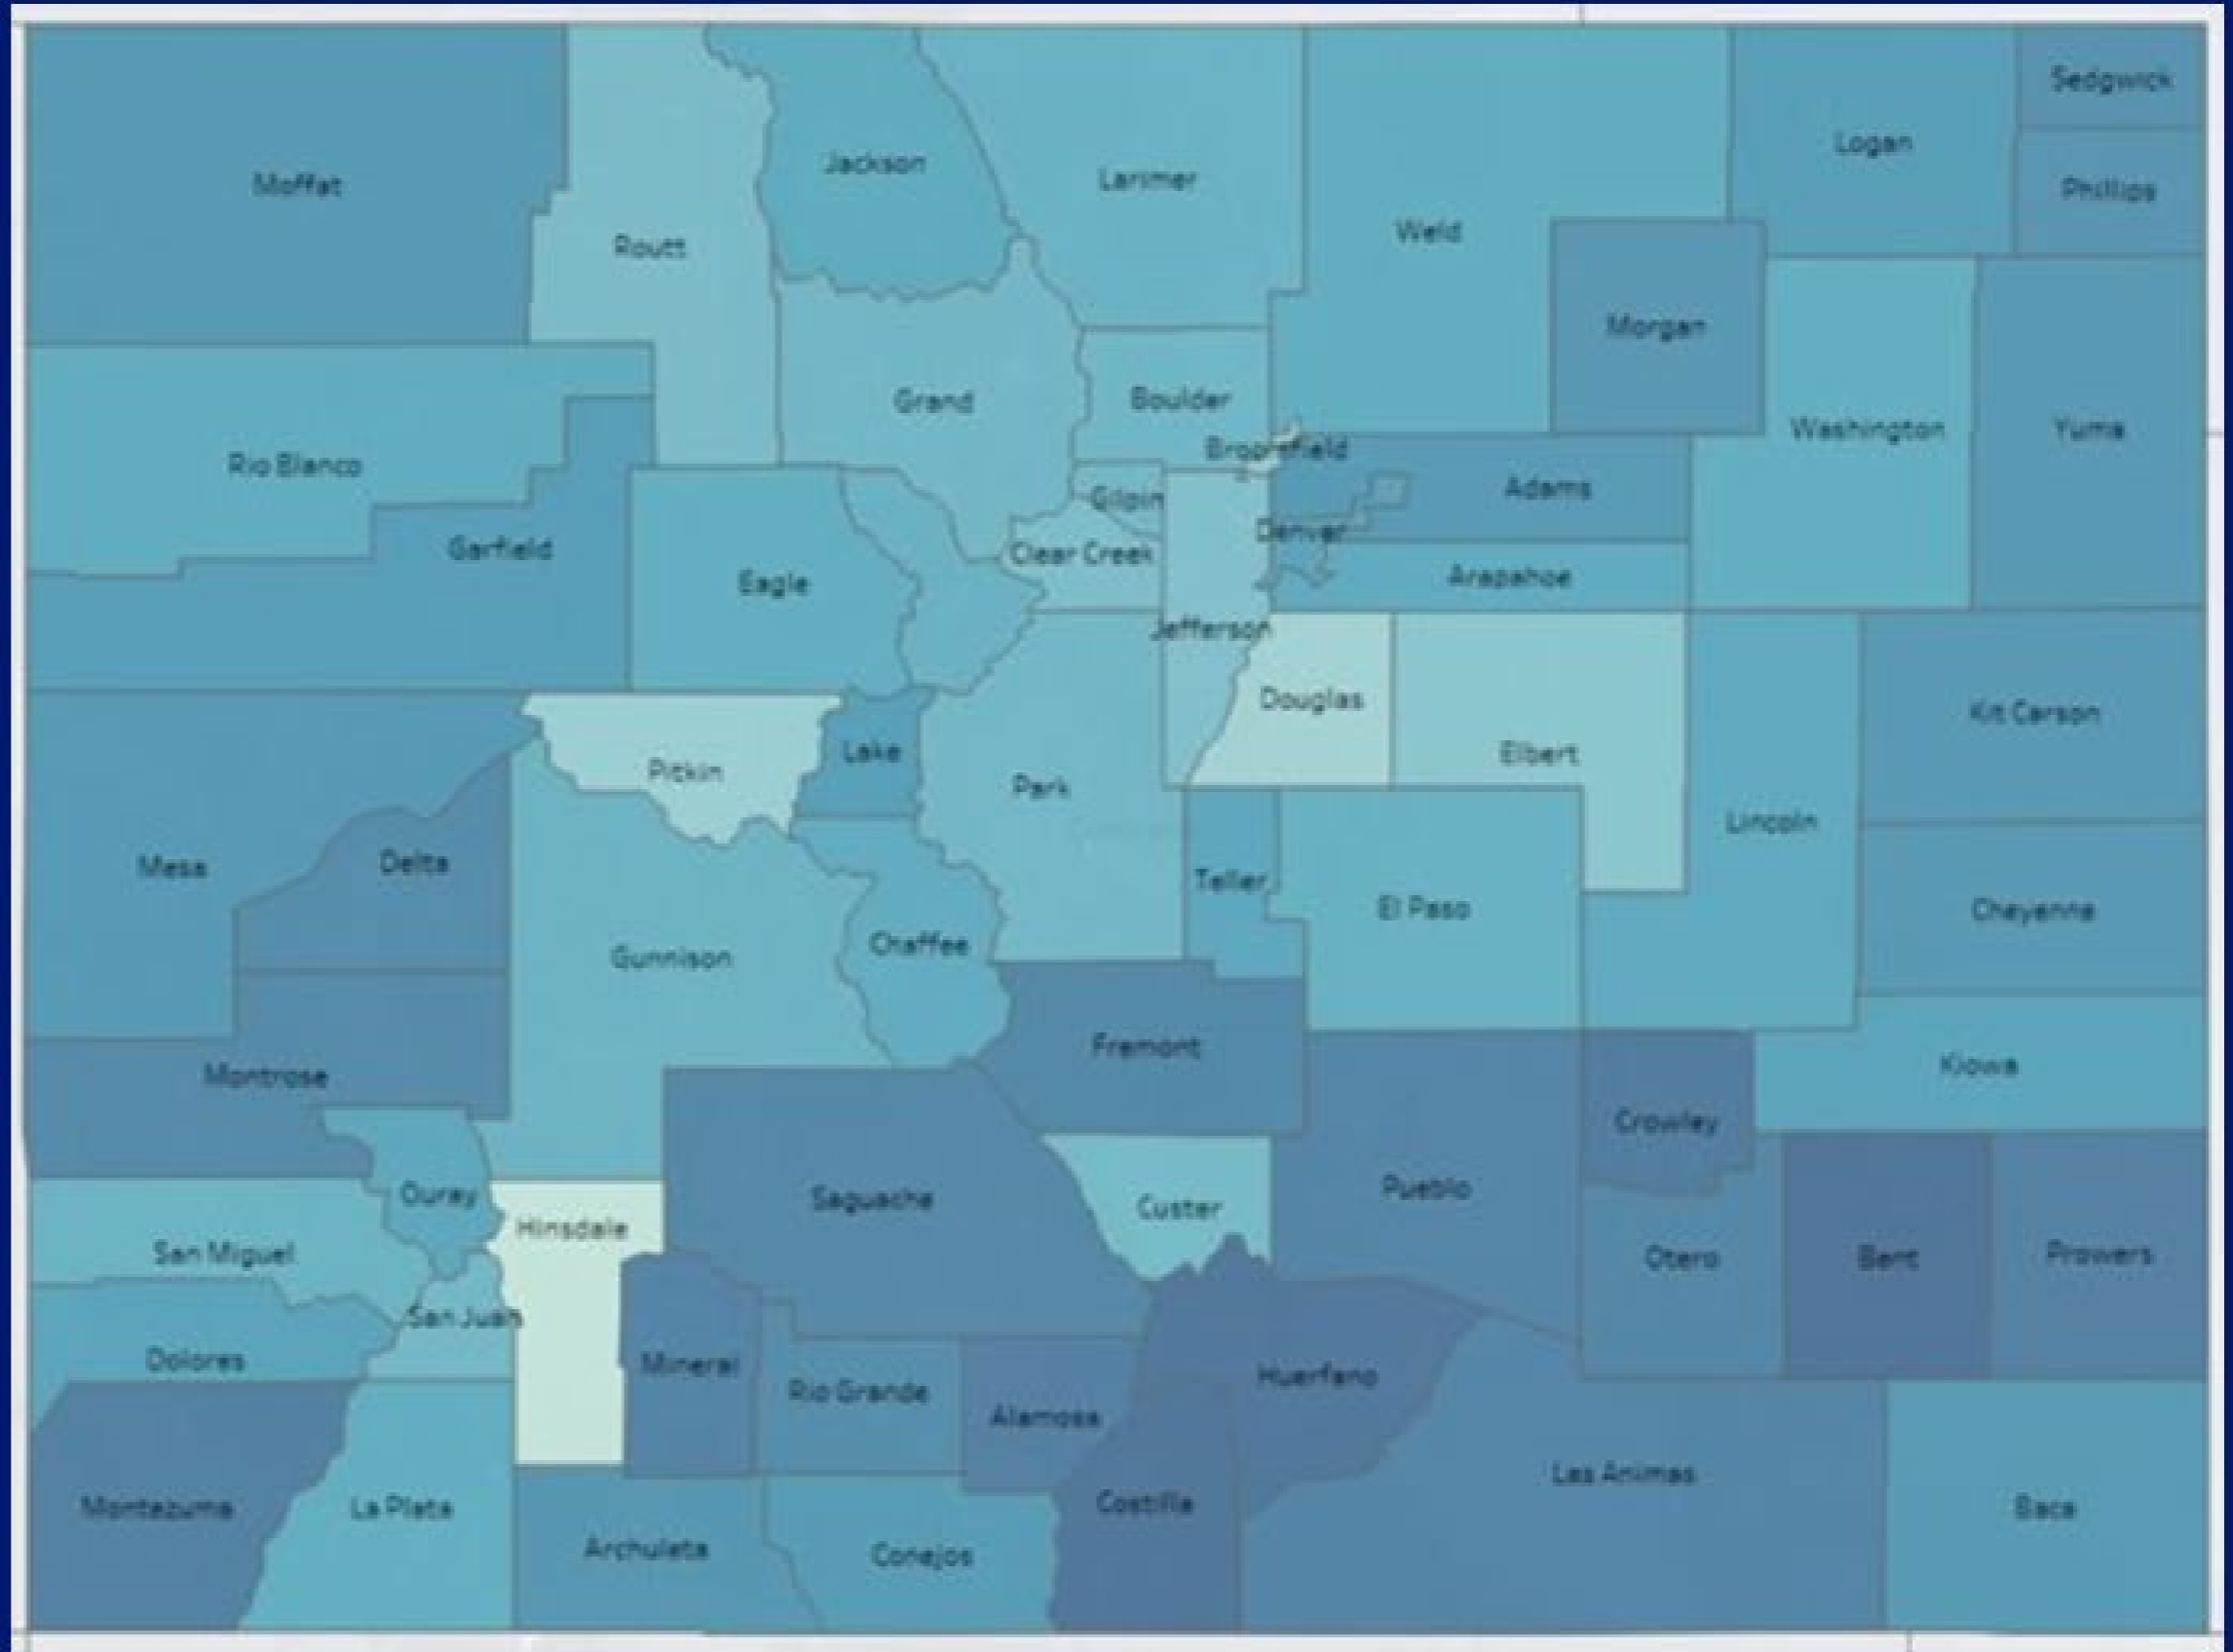 Sedgwick
Logan
Jackson
Larimer
Moffat
Phillips
Weld
Routt
Morgan
Grand
Boulder
Washington
Yuma
Broomfield
Rio Blanco
Adams
Gilpin
Denver
Garfield
Clear Creek
Arapahoe
Eagle
Jefferson
Douglas
Kit Carson
Lake
Elbert
Pitkin
Park
Lincoln
Mesa
Delta
Teller
El Paso
Cheyenne
Chaffee
Gunnison
Fremont
Kiowa
Montrose
Crowley
Pueblo
Ouray
Saguache
Custer
Hinsdale
San Miguel
Otero
Bent
Prowers
San Juan
Dolores
Mineral
Huerfano
Rio Grande
Alamosa
Las Animas
Costilla
Montezuma
La Plata
Baca
Archuleta
Conejos